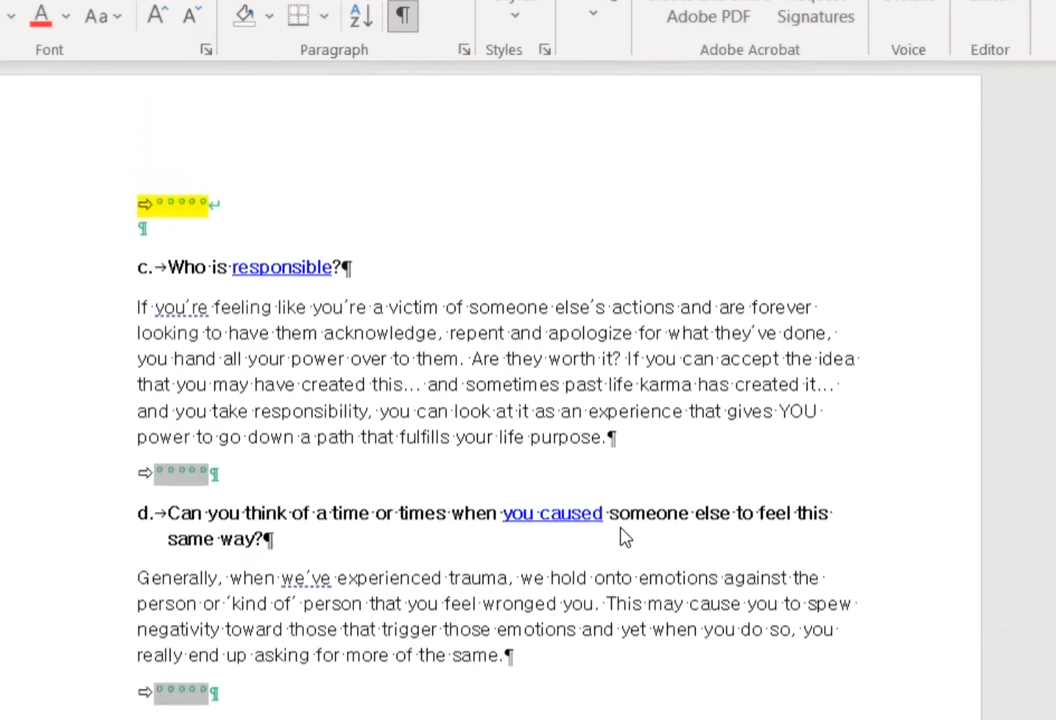 A Aa A A A Z ¶ Adobe PDF Signatures
Font Paragraph Styles Adobe Acrobat Voice Editor
c. Who is responsible?
If you're feeling like you're a victim of someone else's actions and are forever
looking to have them acknowledge, repent and apologize for what they've done,
you hand all your power over to them. Are they worth it? If you can accept the idea
that you may have created this... and sometimes past life karma has created it...
and you take responsibility, you can look at it as an experience that gives YOU
power to go down a path that fulfills your life purpose.
d. Can you think of a time or times when you caused someone else to feel this
same way?
Generally, when we've experienced trauma, we hold onto emotions against the
person or 'kind of' person that you feel wronged you. This may cause you to spew
negativity toward those that trigger those emotions and yet when you do so, you
really end up asking for more of the same.